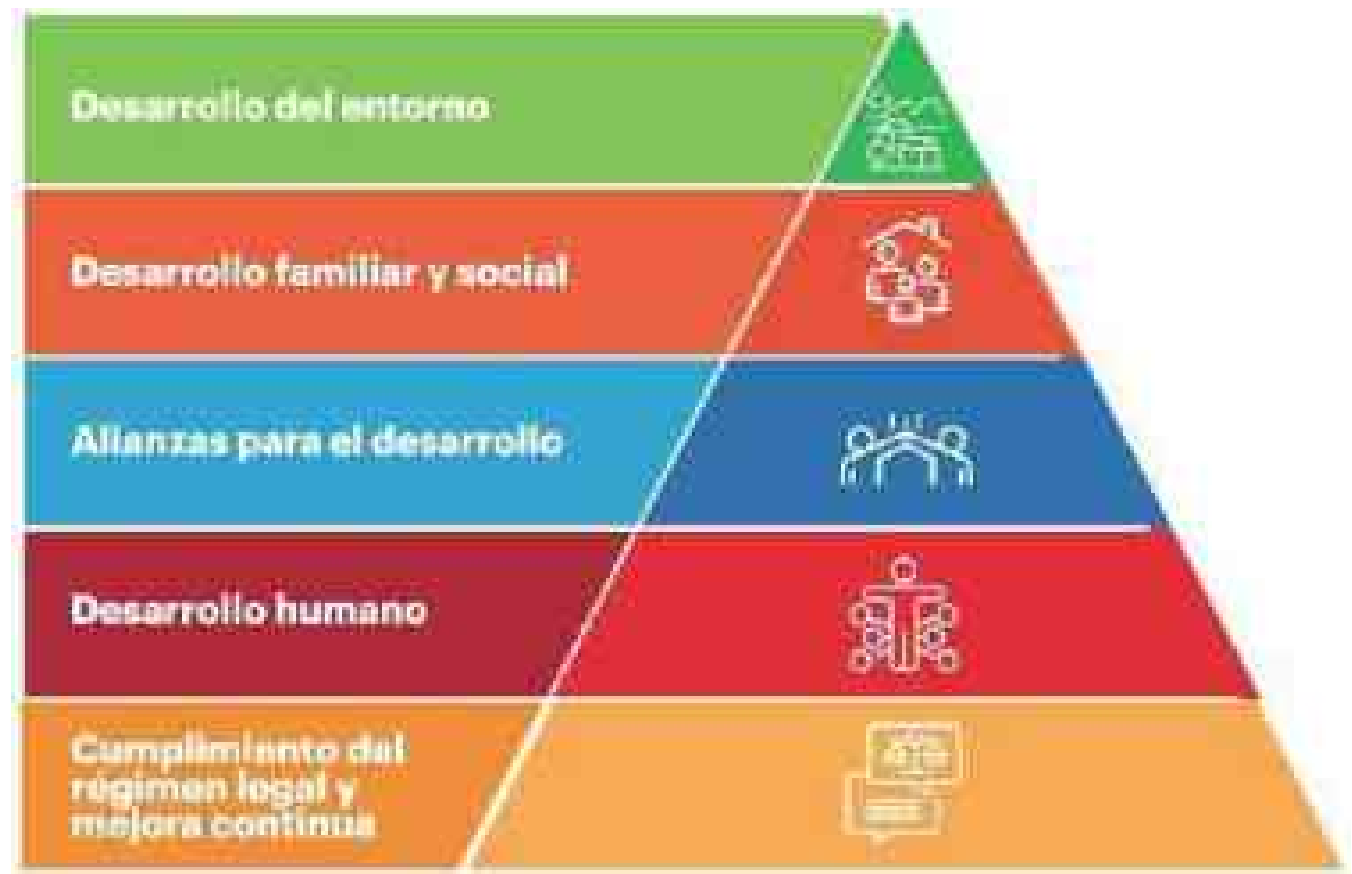 Desarrollo del entorno
Desarrollo familiar y social
Alianzas para el desarrollo
Desarrollo humano
Cumplimiento del
régimen legal y
mejora continua